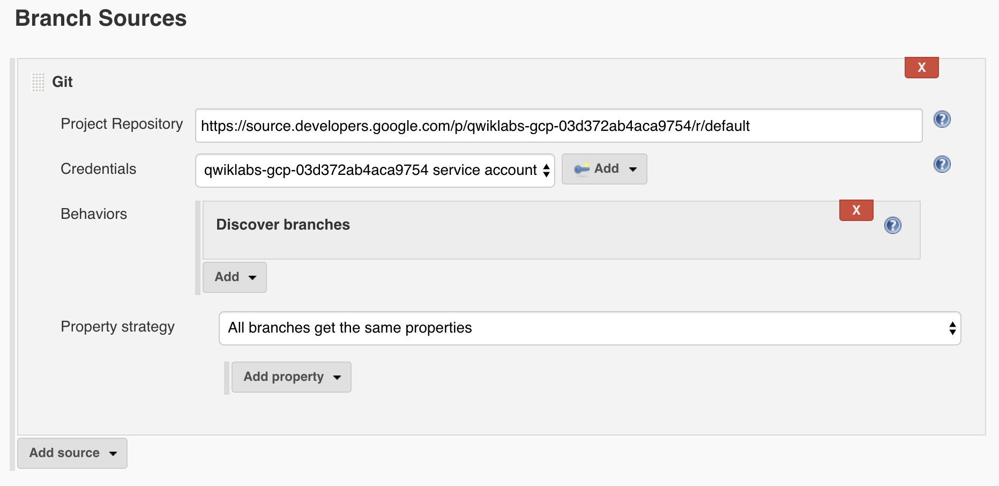 Branch Sources
X
Git
Project Repository https://source.developers.google.com/p/qwiklabs-gcp-03d372ab4aca9754/r/default ?
Credentials qwiklabs-gcp-03d372ab4aca9754 service account Add ?
Behaviors
X
Discover branches ?
Add
Property strategy All branches get the same properties
Add property
Add source